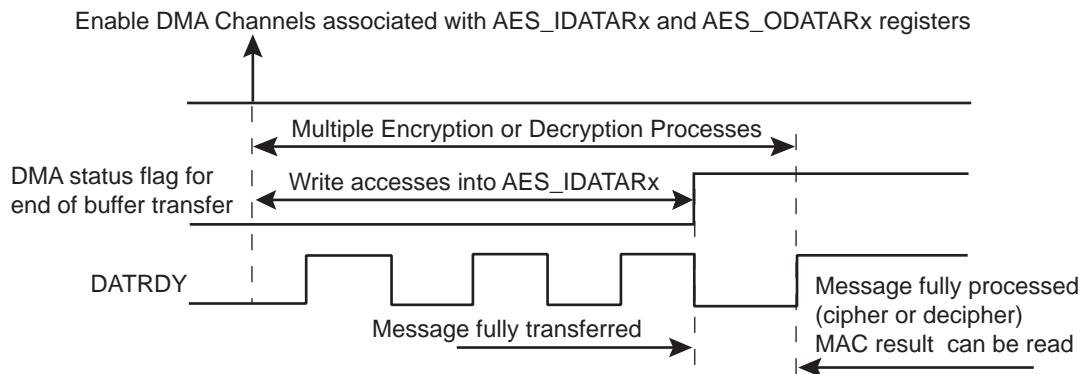 Enable DMA Channels associated with AES_IDATARx and AES_ODATARx registers
Multiple Encryption or Decryption Processes
DMA status flag for
end of buffer transfer
Write accesses into AES_IDATARx
DATRDY
Message fully transferred
Message fully processed
(cipher or decipher)
MAC result can be read